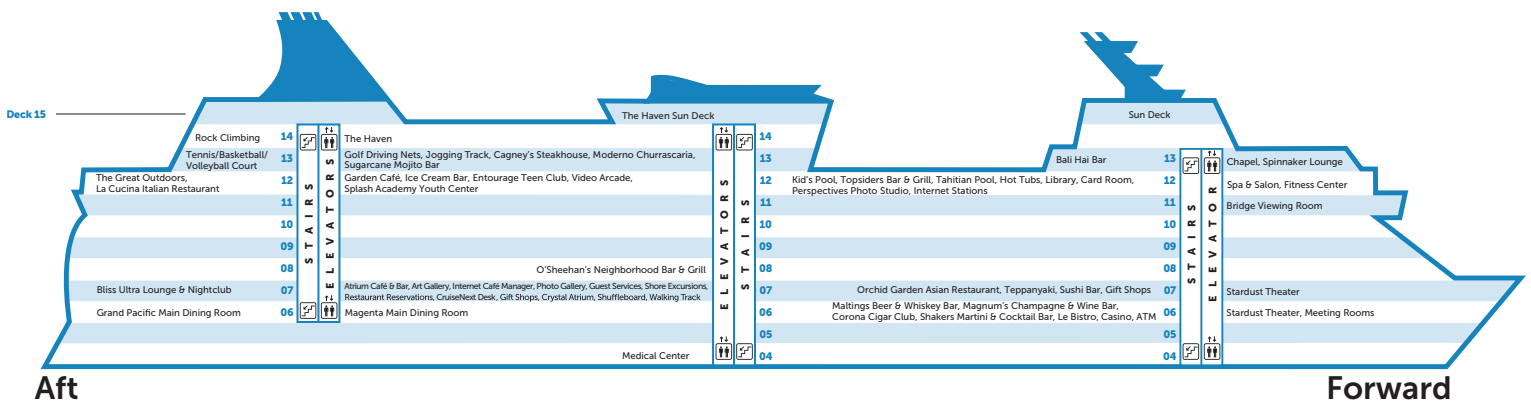 Deck 15
The Haven Sun Deck
Sun Deck
Rock Climbing 14 The Haven 14
Tennis/Basketball/
Volleyball Court
13
Golf Driving Nets, Jogging Track, Cagney's Steakhouse, Moderno Churrascaria,
Sugarcane Mojito Bar
13
Bali Hai Bar 13 Chapel, Spinnaker Lounge
The Great Outdoors,
La Cucina Italian Restaurant
12
Garden Café, Ice Cream Bar, Entourage Teen Club, Video Arcade,
Splash Academy Youth Center
12
Kid's Pool, Topsiders Bar & Grill, Tahitian Pool, Hot Tubs, Library, Card Room,
Perspectives Photo Studio, Internet Stations
12 Spa & Salon, Fitness Center
11 11 11 Bridge Viewing Room
10 10 10
09 09 09
08 O'Sheehan's Neighborhood Bar & Grill 08 08
Bliss Ultra Lounge & Nightclub 07
Atrium Café & Bar, Art Gallery, Internet Café Manager, Photo Gallery, Guest Services, Shore Excursions,
Restaurant Reservations, CruiseNext Desk, Gift Shops, Crystal Atrium, Shuffleboard, Walking Track
07 Orchid Garden Asian Restaurant, Teppanyaki, Sushi Bar, Gift Shops 07 Stardust Theater
Grand Pacific Main Dining Room 06 Magenta Main Dining Room 06
Maltings Beer & Whiskey Bar, Magnum's Champagne & Wine Bar,
Corona Cigar Club, Shakers Martini & Cocktail Bar, Le Bistro, Casino, ATM
06 Stardust Theater, Meeting Rooms
05 05
Medical Center 04 04
STAIRS
ELEVATORS
ELEVATORS
STAIRS
STAIRS
ELEVATOR
Aft Forward